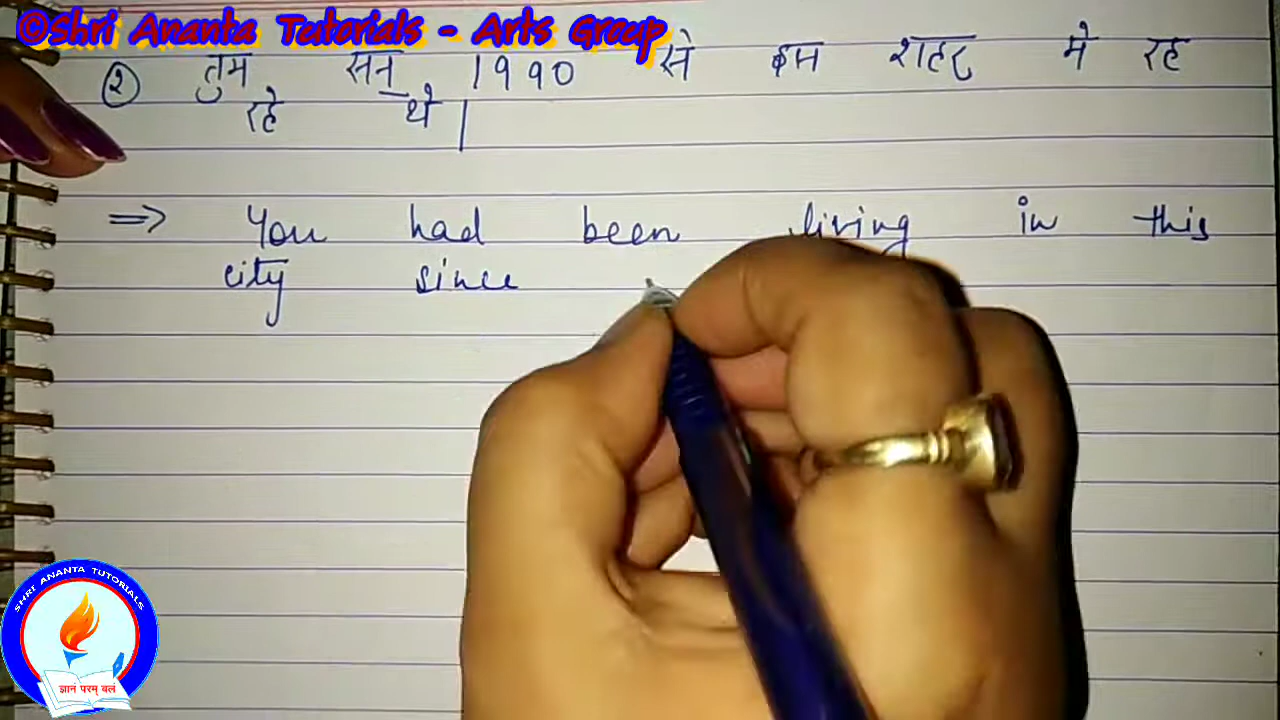 ©Shri Ananta Tutorials - Arts Group
② तुम सन् 1990 से इस शहर मे रह
रहे थे|
⇒ You had been living in this
city since
SHRI ANANTA TUTORIALS
ज्ञानं परम् बलं